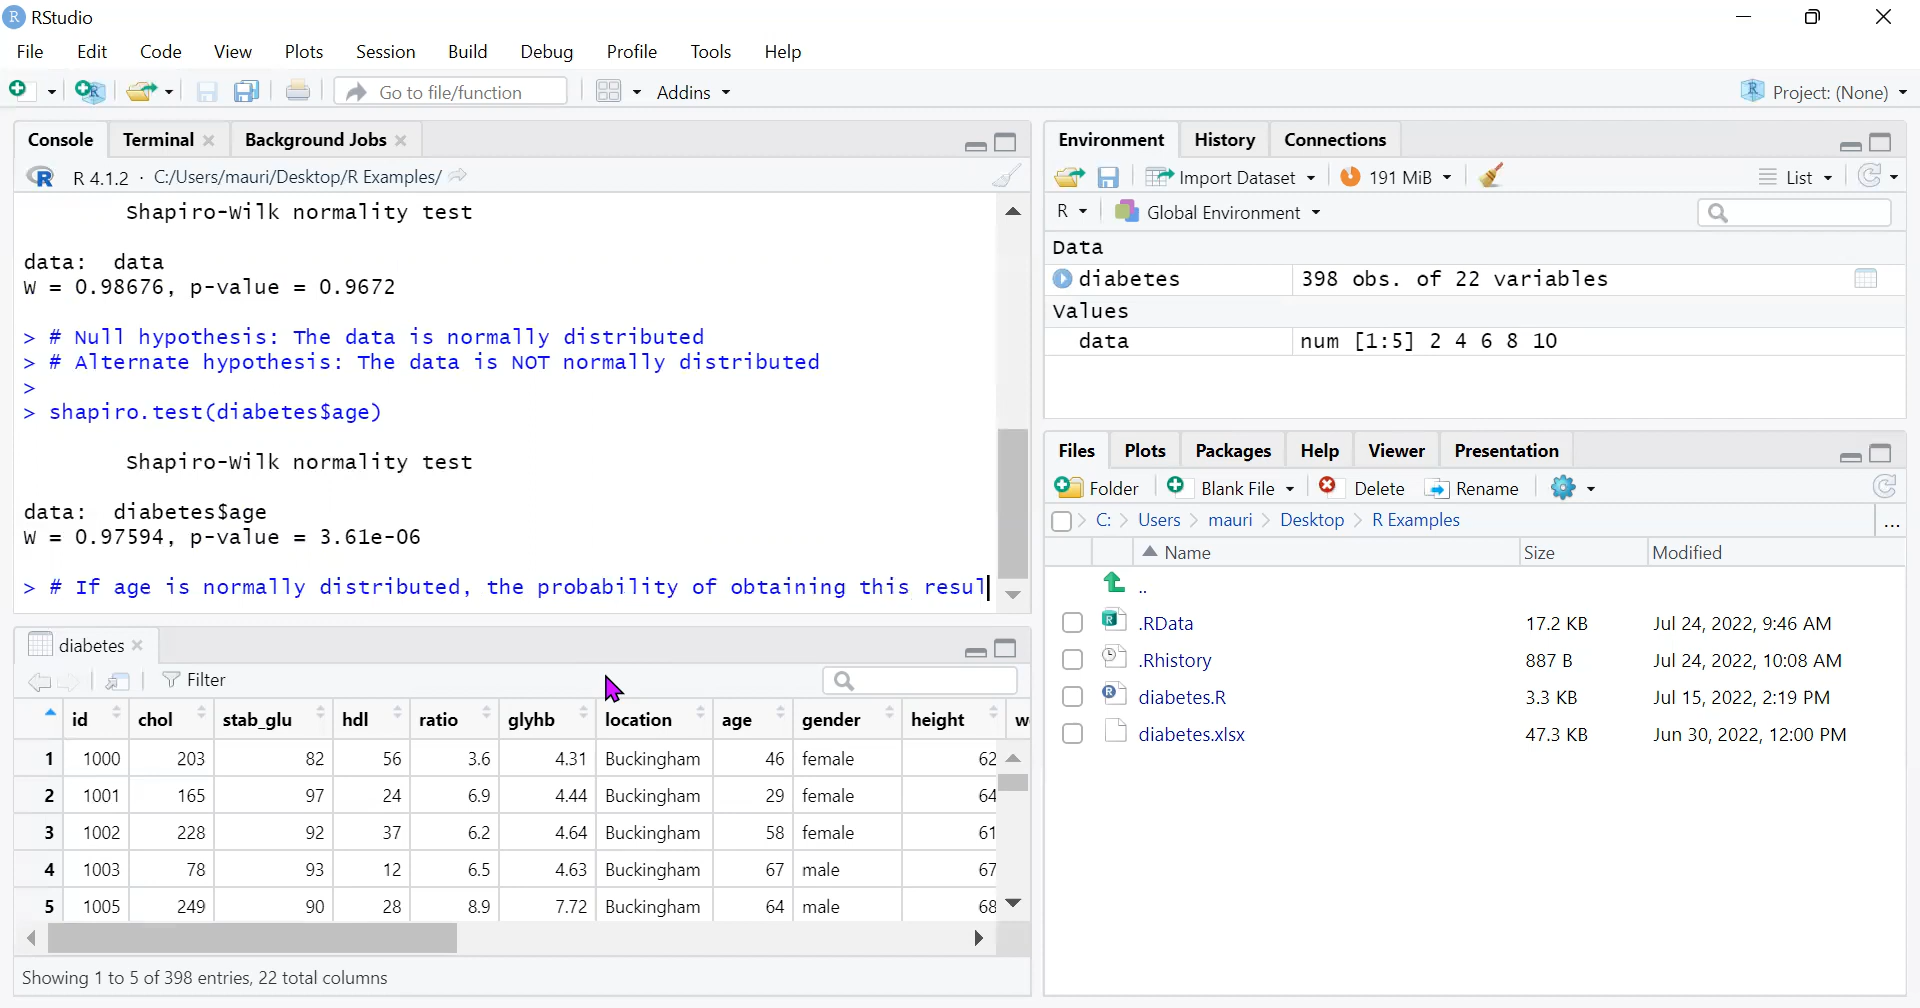 RStudio
File Edit Code View Plots Session Build Debug Profile Tools Help
Go to file/function Addins Project: (None)
Console Terminal Background Jobs
R 4.1.2 · C:/Users/mauri/Desktop/R Examples/
Shapiro-Wilk normality test
data: data
W = 0.98676, p-value = 0.9672
> # Null hypothesis: The data is normally distributed
> # Alternate hypothesis: The data is NOT normally distributed
>
> shapiro.test(diabetes$age)
Shapiro-Wilk normality test
data: diabetes$age
W = 0.97594, p-value = 3.61e-06
> # If age is normally distributed, the probability of obtaining this resul
diabetes
Filter
id chol stab_glu hdl ratio glyhb location age gender height w
1 1000 203 82 56 3.6 4.31 Buckingham 46 female 62
2 1001 165 97 24 6.9 4.44 Buckingham 29 female 64
3 1002 228 92 37 6.2 4.64 Buckingham 58 female 61
4 1003 78 93 12 6.5 4.63 Buckingham 67 male 67
5 1005 249 90 28 8.9 7.72 Buckingham 64 male 68
Showing 1 to 5 of 398 entries, 22 total columns
Environment History Connections
Import Dataset 191 MiB List
R Global Environment
Data
diabetes 398 obs. of 22 variables
Values
data num [1:5] 2 4 6 8 10
Files Plots Packages Help Viewer Presentation
Folder Blank File Delete Rename
C: > Users > mauri > Desktop > R Examples ...
Name Size Modified
..
.RData 17.2 KB Jul 24, 2022, 9:46 AM
.Rhistory 887 B Jul 24, 2022, 10:08 AM
diabetes.R 3.3 KB Jul 15, 2022, 2:19 PM
diabetes.xlsx 47.3 KB Jun 30, 2022, 12:00 PM